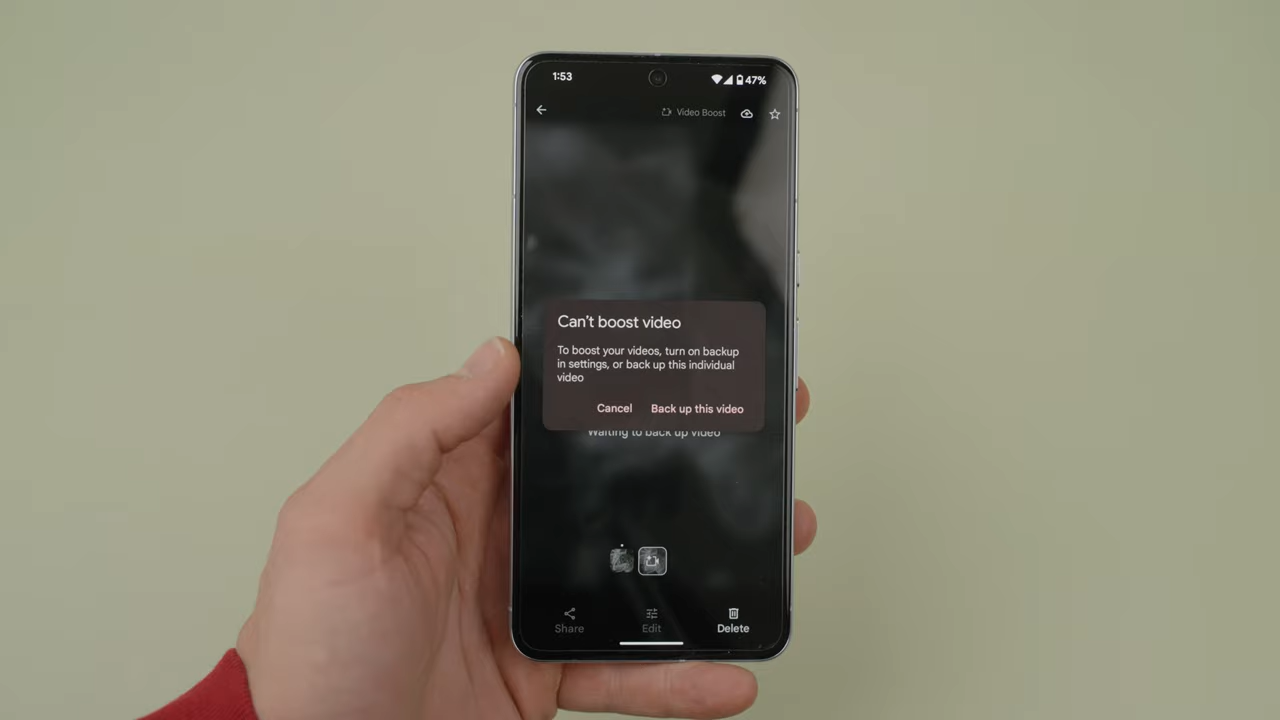 1:53
47%
Video Boost
Can't boost video
To boost your videos, turn on backup
in settings, or back up this individual
video
Cancel
Back up this video
Waiting to back up video
Share
Edit
Delete